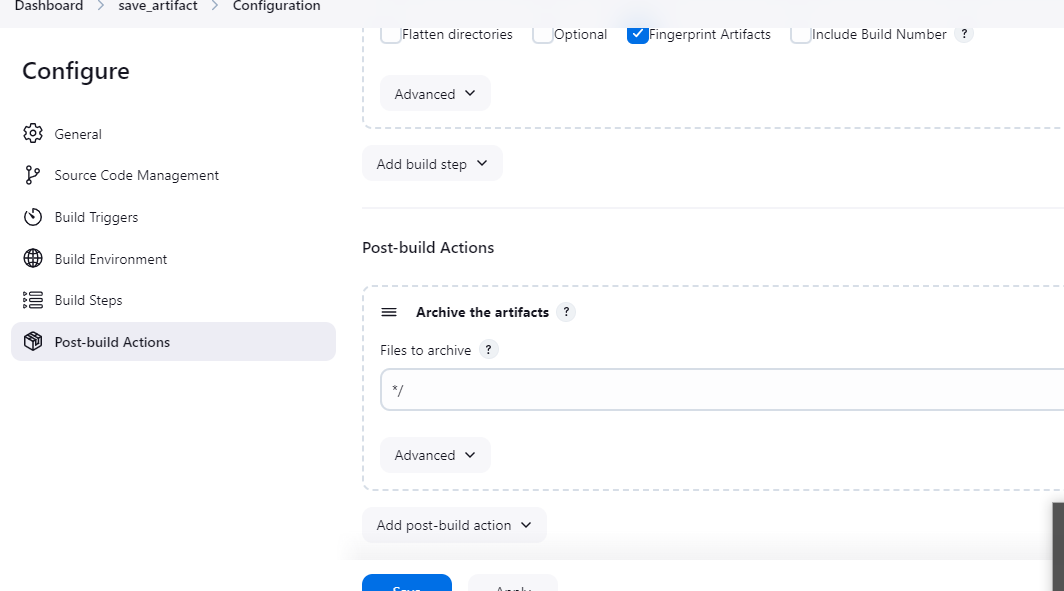 Dashboard > save_artifact > Configuration
Configure
General
Source Code Management
Build Triggers
Build Environment
Build Steps
Post-build Actions
Flatten directories Optional Fingerprint Artifacts Include Build Number ?
Advanced
Add build step
Post-build Actions
Archive the artifacts ?
Files to archive ?
*/
Advanced
Add post-build action
Save Apply